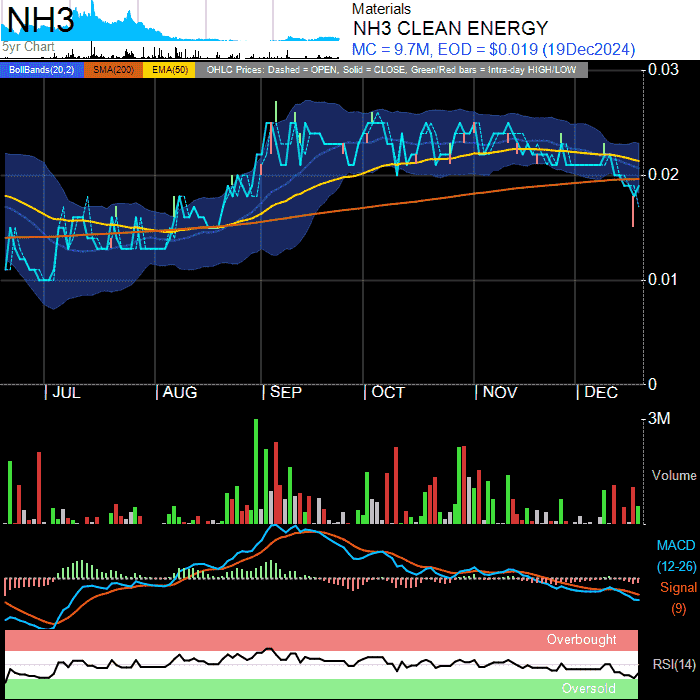 NH3
5yr Chart
Materials
NH3 CLEAN ENERGY
MC = 9.7M, EOD = $0.019 (19Dec2024)
BollBands(20,2) SMA(200) EMA(50) OHLC Prices: Dashed = OPEN, Solid = CLOSE, Green/Red bars = Intra-day HIGH/LOW
0.03
0.02
0.01
0
JUL AUG SEP OCT NOV DEC
3M
Volume
MACD
(12-26)
Signal
(9)
Overbought
RSI(14)
Oversold